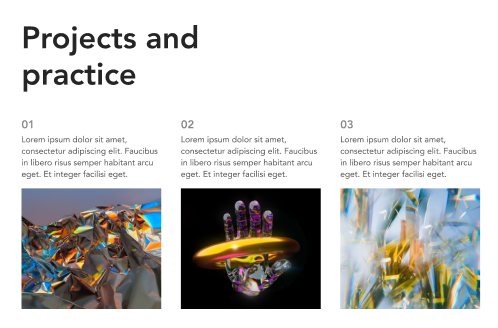 Projects and
practice
01
Lorem ipsum dolor sit amet,
consectetur adipiscing elit. Faucibus
in libero risus semper habitant arcu
eget. Et integer facilisi eget.
02
Lorem ipsum dolor sit amet,
consectetur adipiscing elit. Faucibus
in libero risus semper habitant arcu
eget. Et integer facilisi eget.
03
Lorem ipsum dolor sit amet,
consectetur adipiscing elit. Faucibus
in libero risus semper habitant arcu
eget. Et integer facilisi eget.